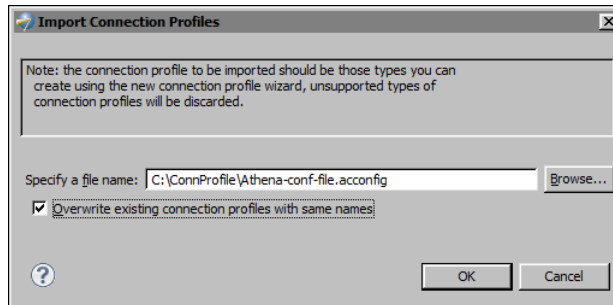 Import Connection Profiles
Note: the connection profile to be imported should be those types you can
create using the new connection profile wizard, unsupported types of
connection profiles will be discarded.
Specify a file name: C:\ConnProfile\Athena-conf-file.acconfig Browse...
Overwrite existing connection profiles with same names
? OK Cancel